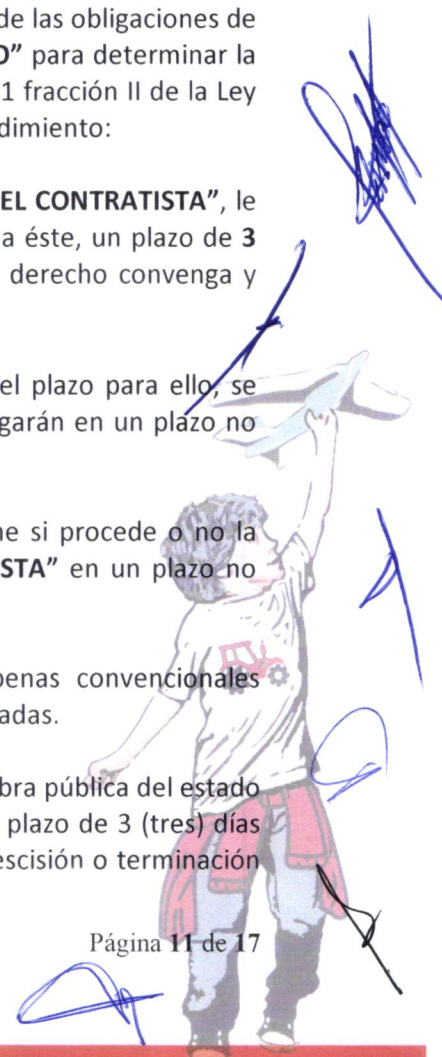 de las obligaciones de
O" para determinar la
1 fracción II de la Ley
dimiento:
EL CONTRATISTA", le
a éste, un plazo de 3
derecho convenga y
el plazo para ello, se
garán en un plazo no
ne si procede o no la
STA" en un plazo no
penas convencionales
adas.
bra pública del estado
plazo de 3 (tres) días
escisión o terminación
Página 11 de 17